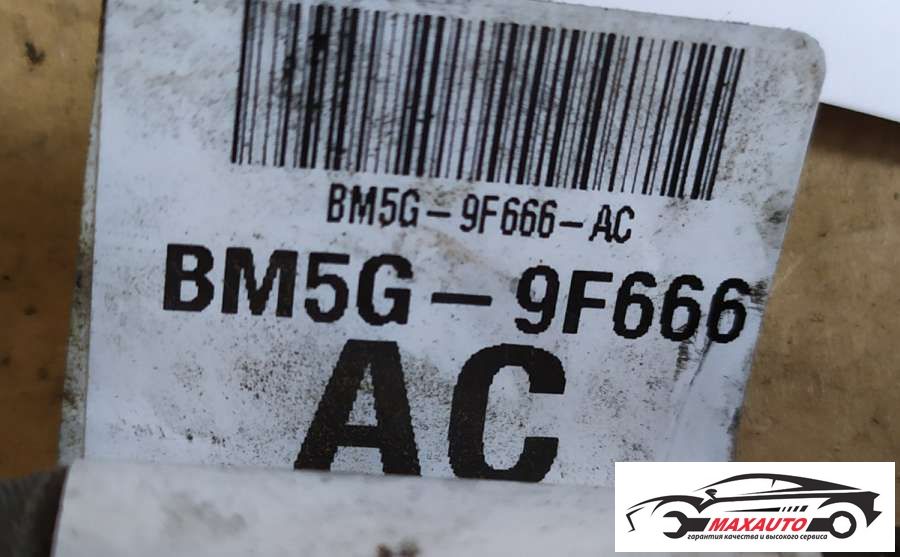 BM5G-9F666-AC
BM5G-9F666
AC
MAXAUTO
гарантия качества и высокого сервиса